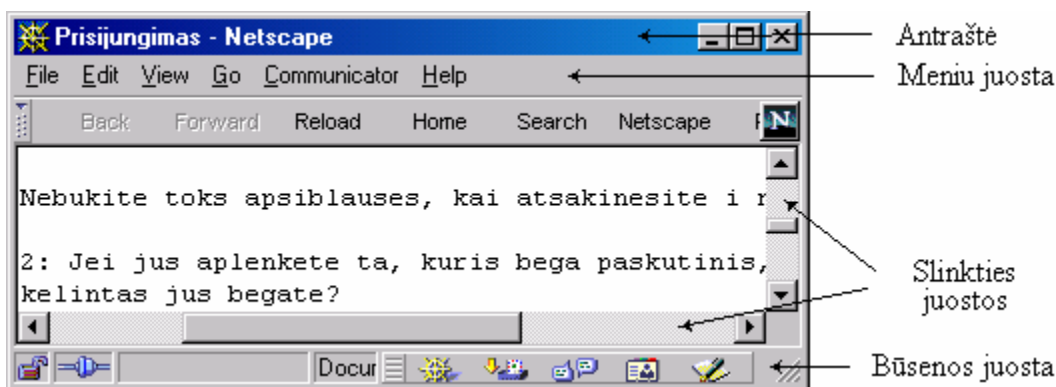 Prisijungimas - Netscape
Antraštė
File Edit View Go Communicator Help
Meniu juosta
Back Forward Reload Home Search Netscape
N
Nebukite toks apsiblauses, kai atsakinesite i
2: Jei jus aplenkete ta, kuris bega paskutinis,
kelintas jus begate?
Slinkties
juostos
Docur
Būsenos juosta